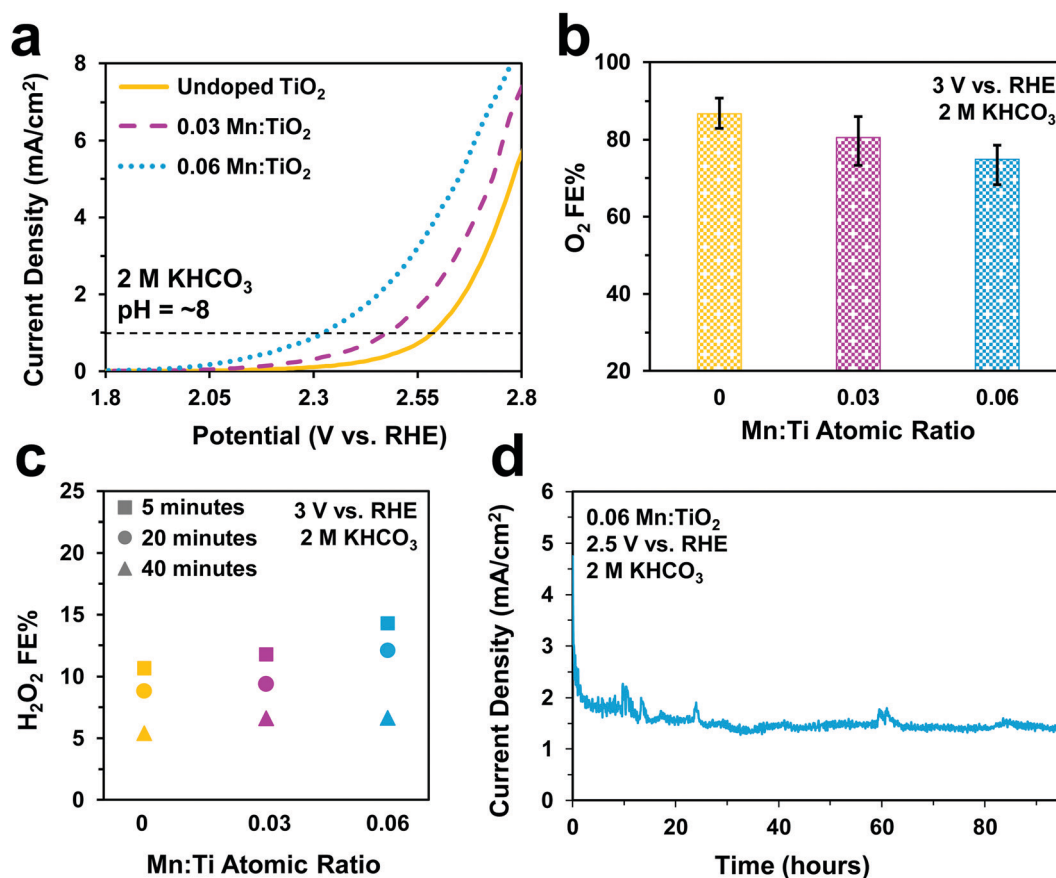 a
8
6
4
2
0
Current Density (mA/cm²)
Undoped TiO₂
0.03 Mn:TiO₂
0.06 Mn:TiO₂
2 M KHCO₃
pH = ~8
1.8 2.05 2.3 2.55 2.8
Potential (V vs. RHE)
b
100
80
60
40
20
O₂ FE%
3 V vs. RHE
2 M KHCO₃
0 0.03 0.06
Mn:Ti Atomic Ratio
c
25
20
15
10
5
0
H₂O₂ FE%
5 minutes
20 minutes
40 minutes
3 V vs. RHE
2 M KHCO₃
0 0.03 0.06
Mn:Ti Atomic Ratio
d
6
5
4
3
2
1
0
Current Density (mA/cm²)
0.06 Mn:TiO₂
2.5 V vs. RHE
2 M KHCO₃
0 20 40 60 80
Time (hours)